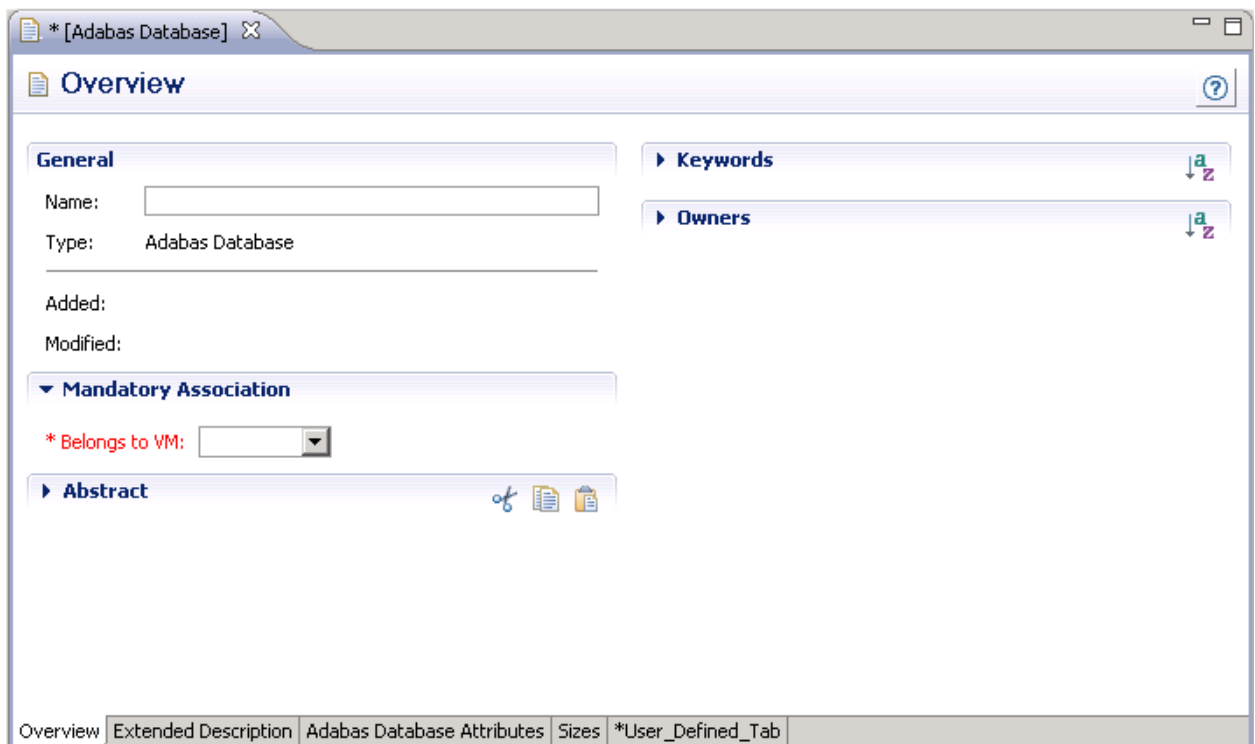 * [Adabas Database]
Overview
General
Name:
Type: Adabas Database
Added:
Modified:
Mandatory Association
* Belongs to VM:
Abstract
Keywords
Owners
Overview Extended Description Adabas Database Attributes Sizes *User_Defined_Tab